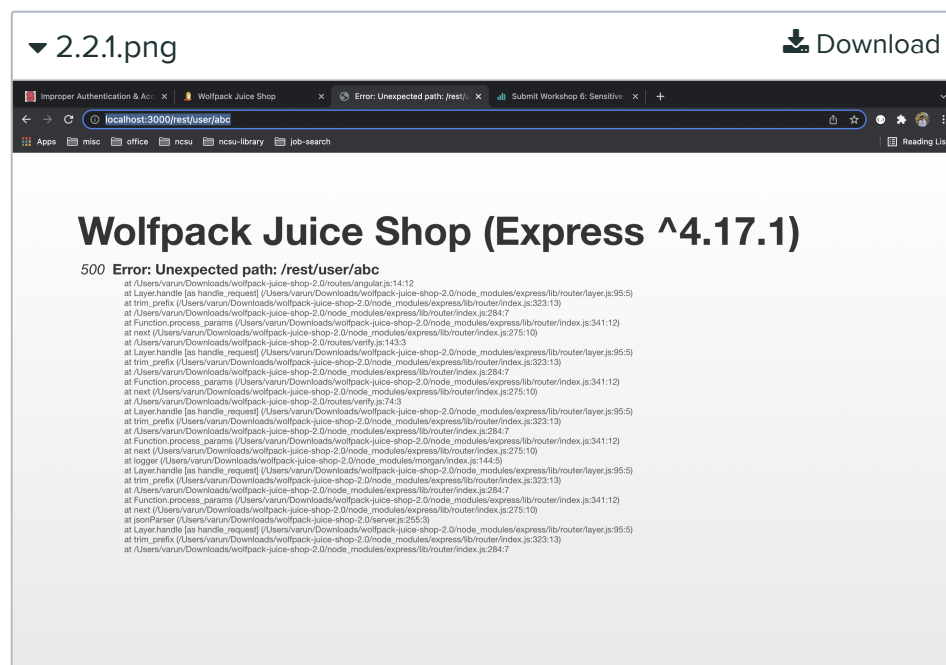 2.2.1.png
Download
Improper Authentication & Acc
Wolfpack Juice Shop
Error: Unexpected path: /rest/u
Submit Workshop 6: Sensitive
localhost:3000/rest/user/abc
Apps misc office ncsu ncsu-library job-search
Reading Lis
Wolfpack Juice Shop (Express ^4.17.1)
500 Error: Unexpected path: /rest/user/abc
at /Users/varun/Downloads/wolfpack-juice-shop-2.0/routes/angular.js:14:12
at Layer.handle [as handle_request] (/Users/varun/Downloads/wolfpack-juice-shop-2.0/node_modules/express/lib/router/layer.js:95:5)
at trim_prefix (/Users/varun/Downloads/wolfpack-juice-shop-2.0/node_modules/express/lib/router/index.js:323:13)
at /Users/varun/Downloads/wolfpack-juice-shop-2.0/node_modules/express/lib/router/index.js:284:7
at Function.process_params (/Users/varun/Downloads/wolfpack-juice-shop-2.0/node_modules/express/lib/router/index.js:341:12)
at next (/Users/varun/Downloads/wolfpack-juice-shop-2.0/node_modules/express/lib/router/index.js:275:10)
at /Users/varun/Downloads/wolfpack-juice-shop-2.0/routes/verify.js:143:3
at Layer.handle [as handle_request] (/Users/varun/Downloads/wolfpack-juice-shop-2.0/node_modules/express/lib/router/layer.js:95:5)
at trim_prefix (/Users/varun/Downloads/wolfpack-juice-shop-2.0/node_modules/express/lib/router/index.js:323:13)
at /Users/varun/Downloads/wolfpack-juice-shop-2.0/node_modules/express/lib/router/index.js:284:7
at Function.process_params (/Users/varun/Downloads/wolfpack-juice-shop-2.0/node_modules/express/lib/router/index.js:341:12)
at next (/Users/varun/Downloads/wolfpack-juice-shop-2.0/node_modules/express/lib/router/index.js:275:10)
at /Users/varun/Downloads/wolfpack-juice-shop-2.0/routes/verify.js:74:3
at Layer.handle [as handle_request] (/Users/varun/Downloads/wolfpack-juice-shop-2.0/node_modules/express/lib/router/layer.js:95:5)
at trim_prefix (/Users/varun/Downloads/wolfpack-juice-shop-2.0/node_modules/express/lib/router/index.js:323:13)
at /Users/varun/Downloads/wolfpack-juice-shop-2.0/node_modules/express/lib/router/index.js:284:7
at Function.process_params (/Users/varun/Downloads/wolfpack-juice-shop-2.0/node_modules/express/lib/router/index.js:341:12)
at next (/Users/varun/Downloads/wolfpack-juice-shop-2.0/node_modules/express/lib/router/index.js:275:10)
at logger (/Users/varun/Downloads/wolfpack-juice-shop-2.0/node_modules/morgan/index.js:144:5)
at Layer.handle [as handle_request] (/Users/varun/Downloads/wolfpack-juice-shop-2.0/node_modules/express/lib/router/layer.js:95:5)
at trim_prefix (/Users/varun/Downloads/wolfpack-juice-shop-2.0/node_modules/express/lib/router/index.js:323:13)
at /Users/varun/Downloads/wolfpack-juice-shop-2.0/node_modules/express/lib/router/index.js:284:7
at Function.process_params (/Users/varun/Downloads/wolfpack-juice-shop-2.0/node_modules/express/lib/router/index.js:341:12)
at next (/Users/varun/Downloads/wolfpack-juice-shop-2.0/node_modules/express/lib/router/index.js:275:10)
at jsonParser (/Users/varun/Downloads/wolfpack-juice-shop-2.0/server.js:255:3)
at Layer.handle [as handle_request] (/Users/varun/Downloads/wolfpack-juice-shop-2.0/node_modules/express/lib/router/layer.js:95:5)
at trim_prefix (/Users/varun/Downloads/wolfpack-juice-shop-2.0/node_modules/express/lib/router/index.js:323:13)
at /Users/varun/Downloads/wolfpack-juice-shop-2.0/node_modules/express/lib/router/index.js:284:7